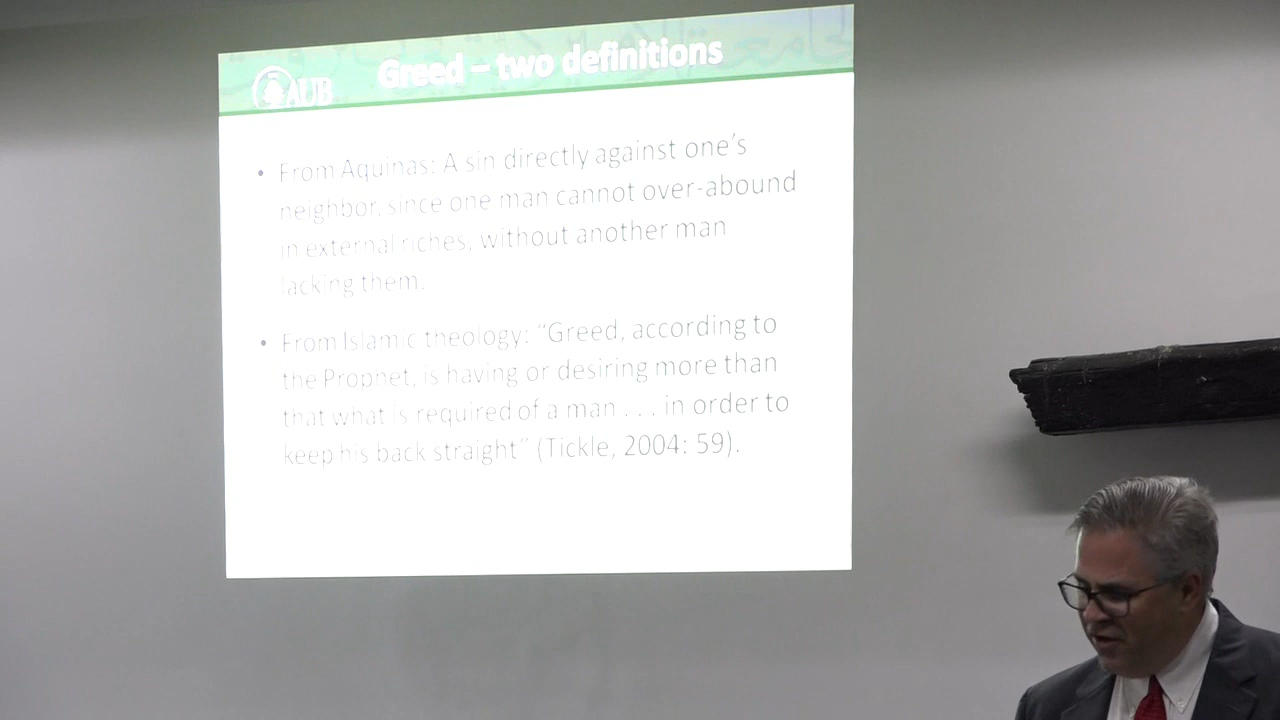 AUB
Greed – two definitions
• From Aquinas: A sin directly against one's
neighbor, since one man cannot over-abound
in external riches, without another man
lacking them.
• From Islamic theology: “Greed, according to
the Prophet, is having or desiring more than
that what is required of a man . . . in order to
keep his back straight” (Tickle, 2004: 59).